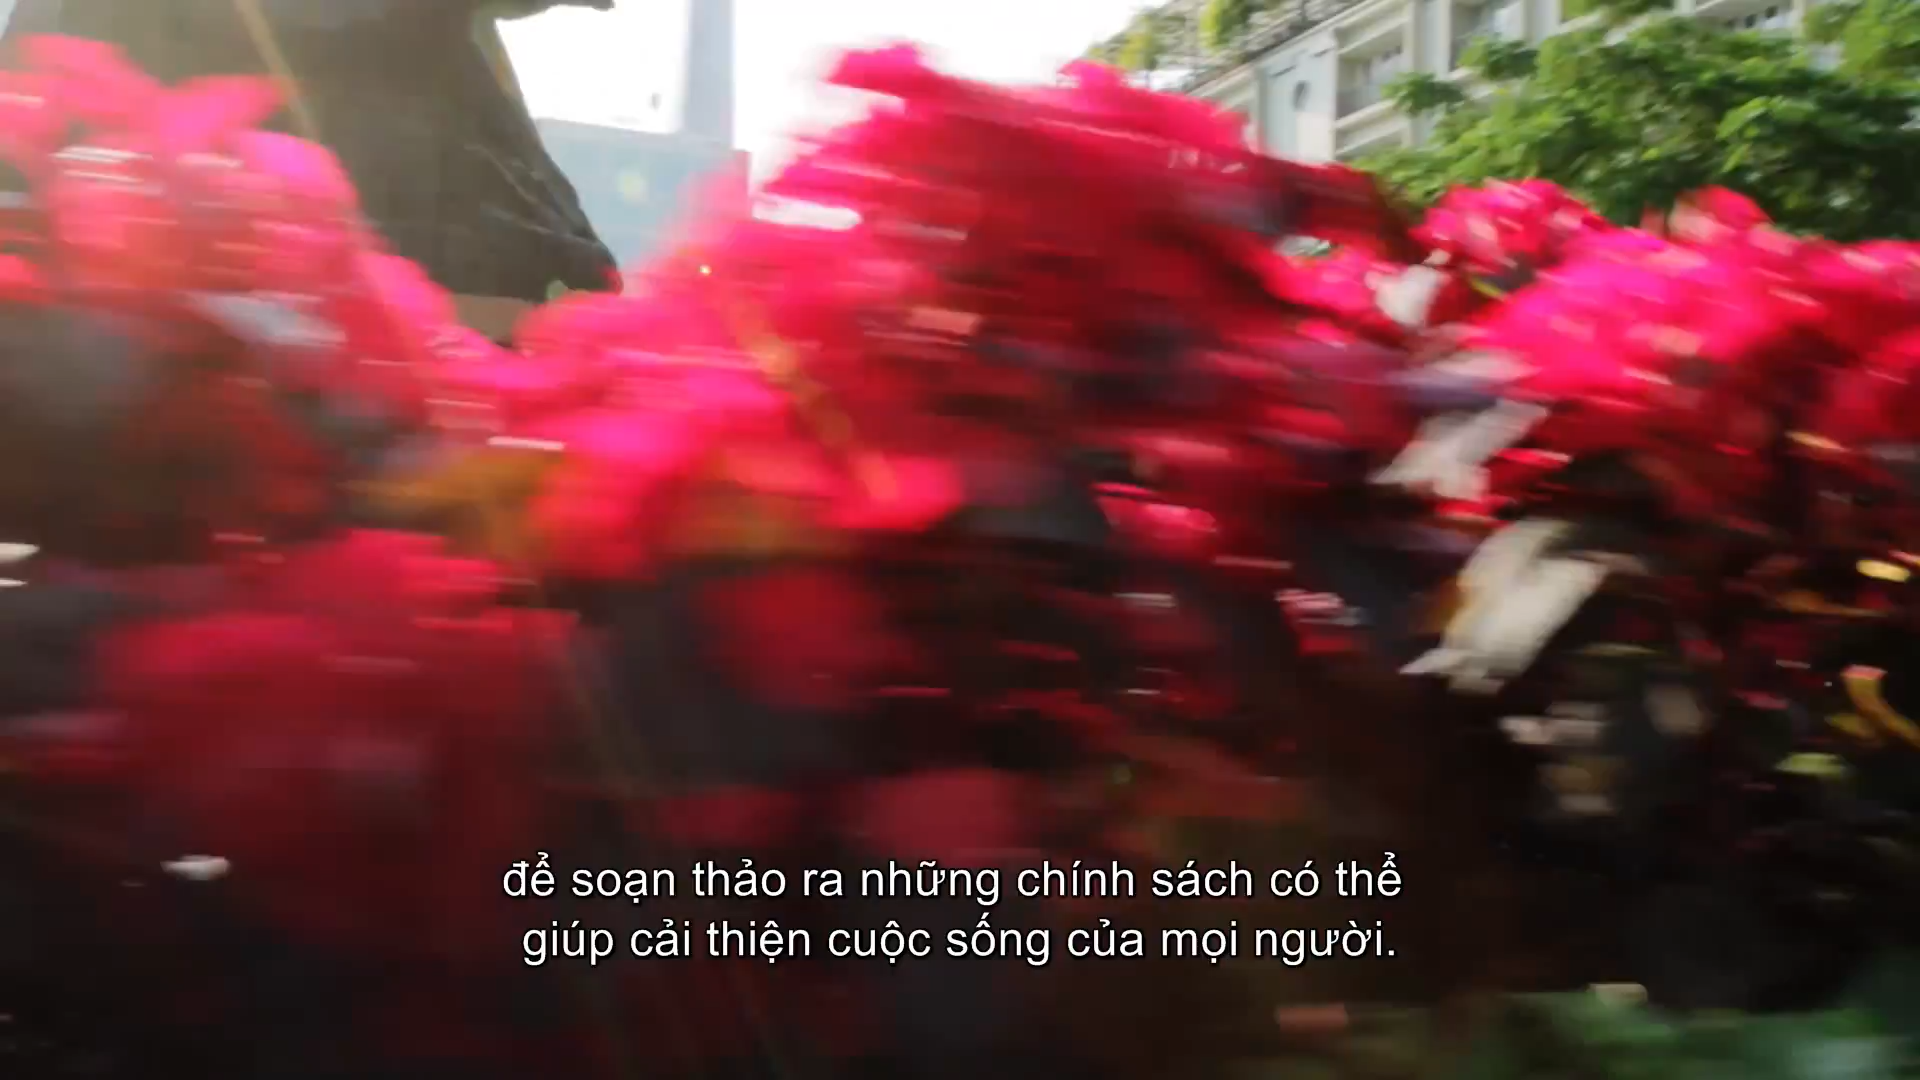 để soạn thảo ra những chính sách có thể
giúp cải thiện cuộc sống của mọi người.